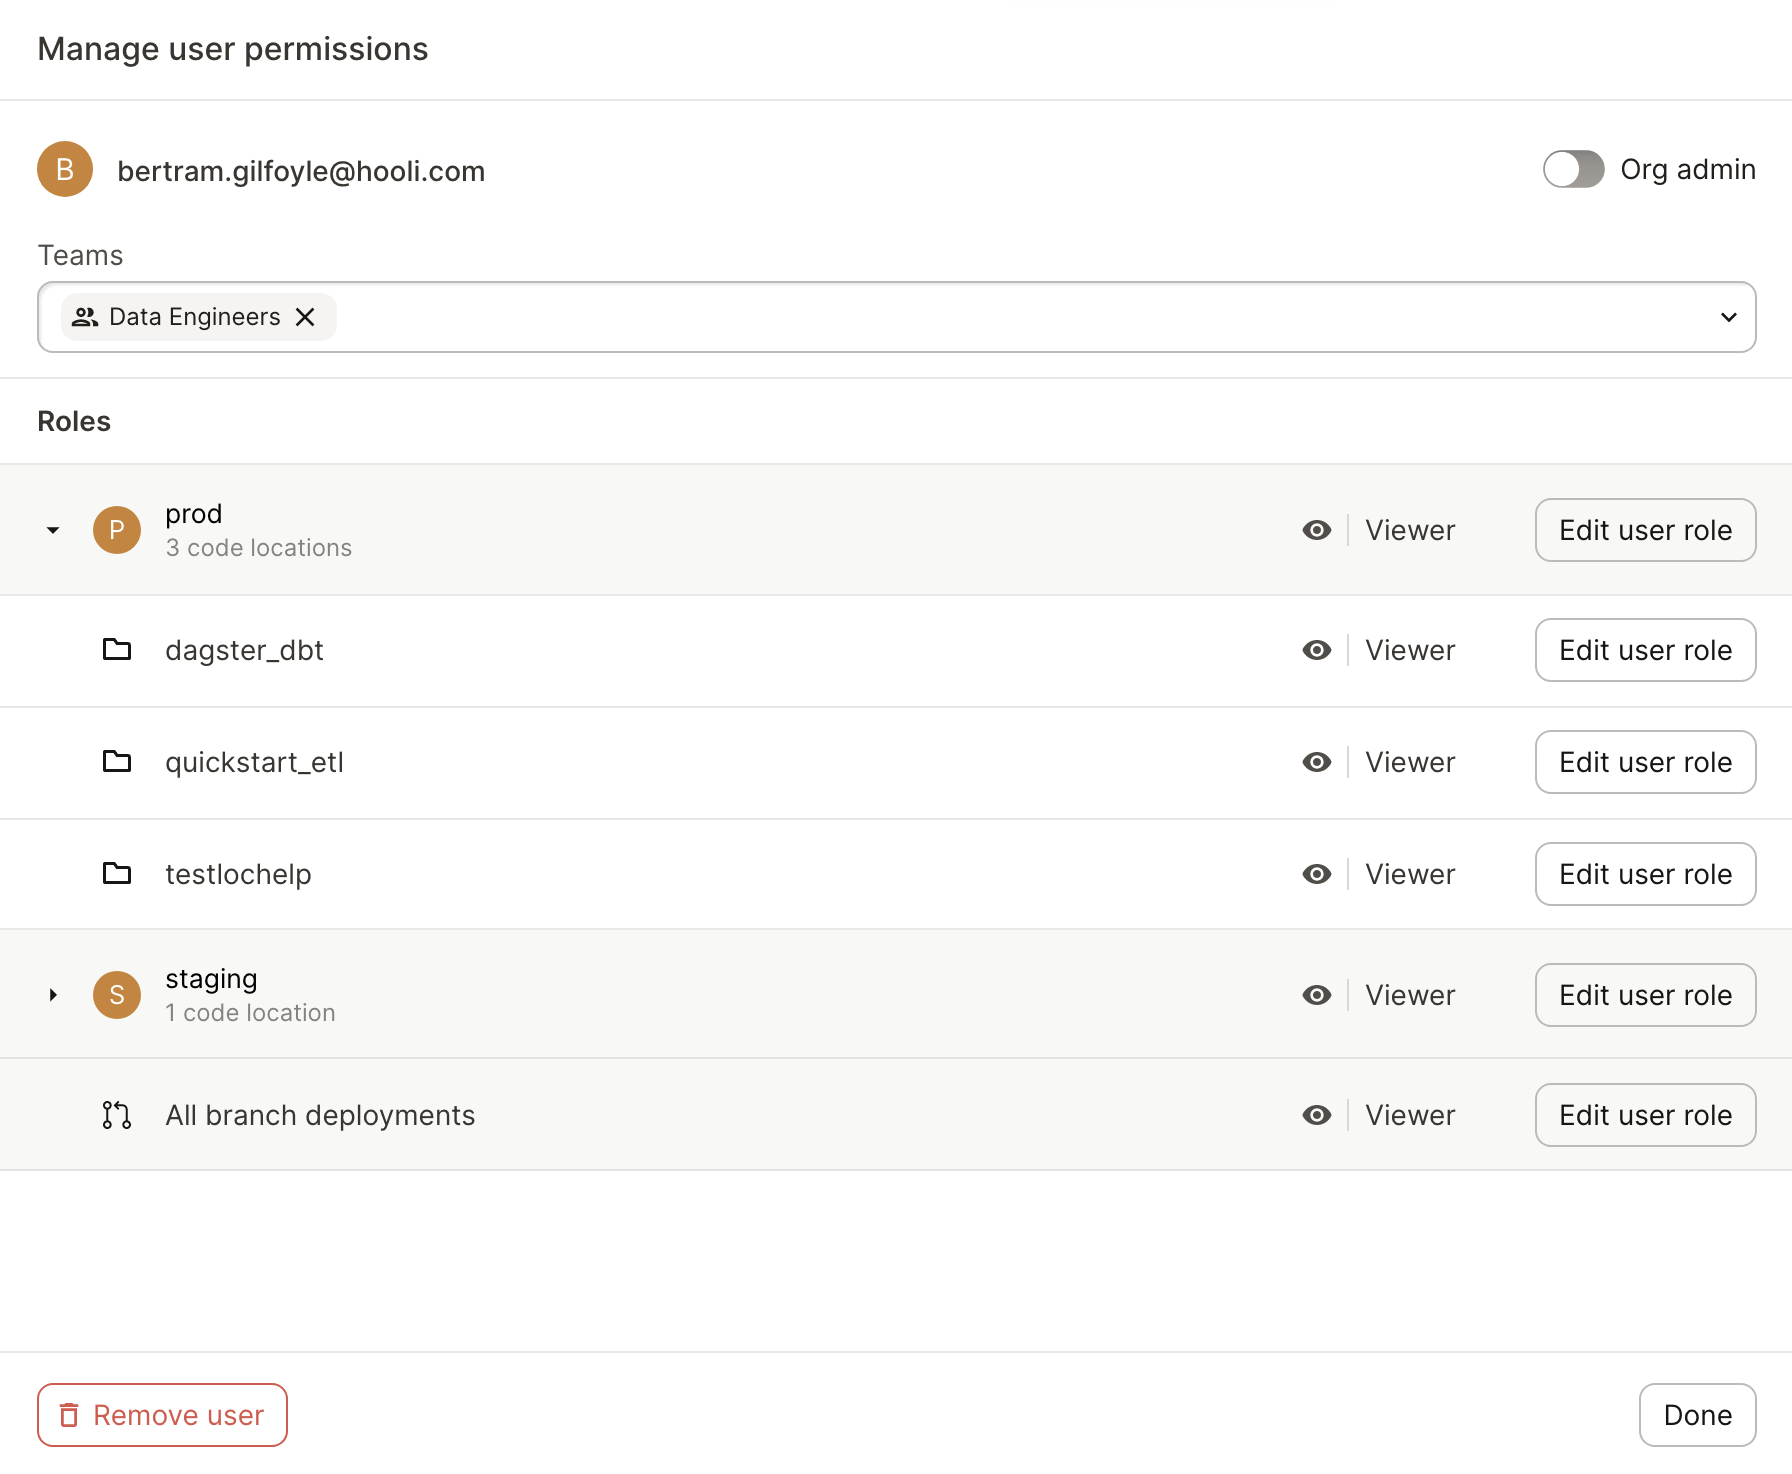 Manage user permissions
B bertram.gilfoyle@hooli.com Org admin
Teams
Data Engineers
Roles
P prod Viewer Edit user role
3 code locations
dagster_dbt Viewer Edit user role
quickstart_etl Viewer Edit user role
testlochelp Viewer Edit user role
S staging Viewer Edit user role
1 code location
All branch deployments Viewer Edit user role
Remove user Done